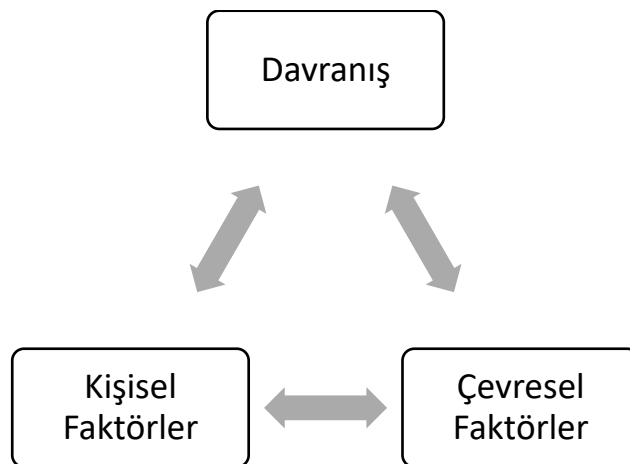 Davranış
Kişisel
Faktörler
Çevresel
Faktörler